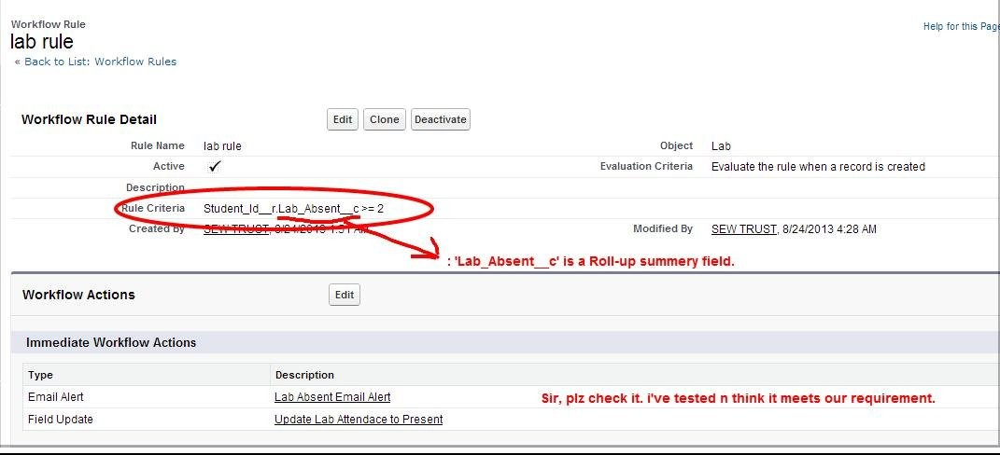 Workflow Rule
lab rule
Help for this Page
« Back to List: Workflow Rules
Workflow Rule Detail
Edit Clone Deactivate
Rule Name lab rule Object Lab
Active Evaluation Criteria Evaluate the rule when a record is created
Description
Rule Criteria Student_Id__r.Lab_Absent__c >= 2
Created By SEW TRUST, 8/24/2013 1:51 AM Modified By SEW TRUST, 8/24/2013 4:28 AM
: 'Lab_Absent__c' is a Roll-up summery field.
Workflow Actions Edit
Immediate Workflow Actions
Type Description
Email Alert Lab Absent Email Alert
Sir, plz check it. i've tested n think it meets our requirement.
Field Update Update Lab Attendace to Present